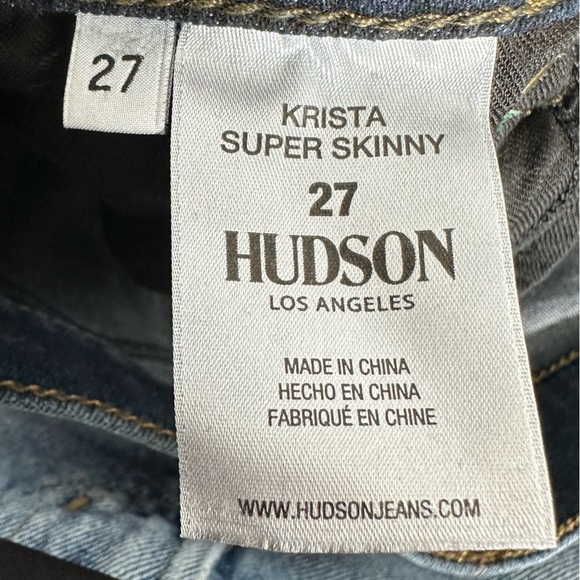 27
KRISTA
SUPER SKINNY
27
HUDSON
LOS ANGELES
MADE IN CHINA
HECHO EN CHINA
FABRIQUÉ EN CHINE
WWW.HUDSONJEANS.COM